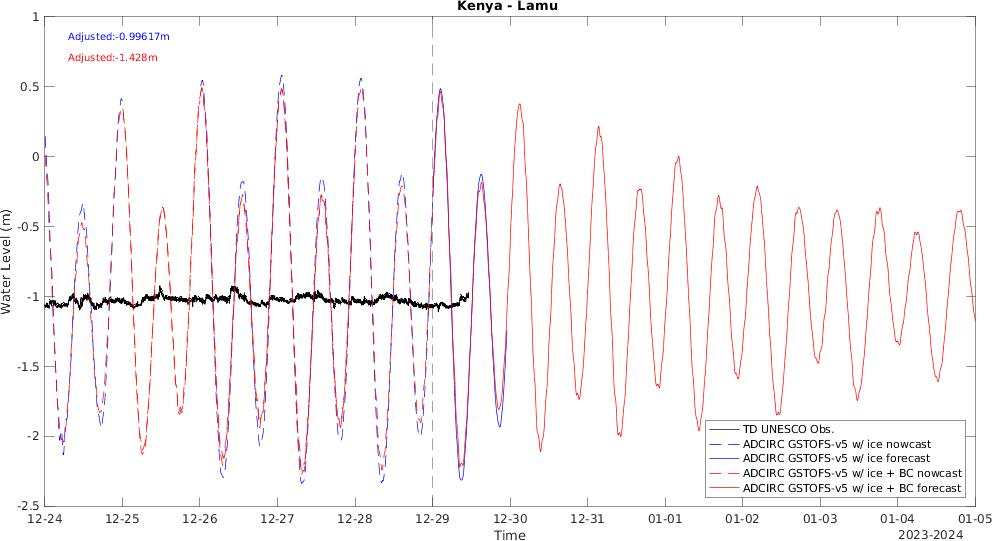 Kenya - Lamu
Adjusted:-0.99617m
Adjusted:-1.428m
1
0.5
0
-0.5
-1
-1.5
-2
-2.5
Water Level (m)
TD UNESCO Obs.
ADCIRC GSTOFS-v5 w/ ice nowcast
ADCIRC GSTOFS-v5 w/ ice forecast
ADCIRC GSTOFS-v5 w/ ice + BC nowcast
ADCIRC GSTOFS-v5 w/ ice + BC forecast
12-24 12-25 12-26 12-27 12-28 12-29 12-30 12-31 01-01 01-02 01-03 01-04 01-05
Time
2023-2024